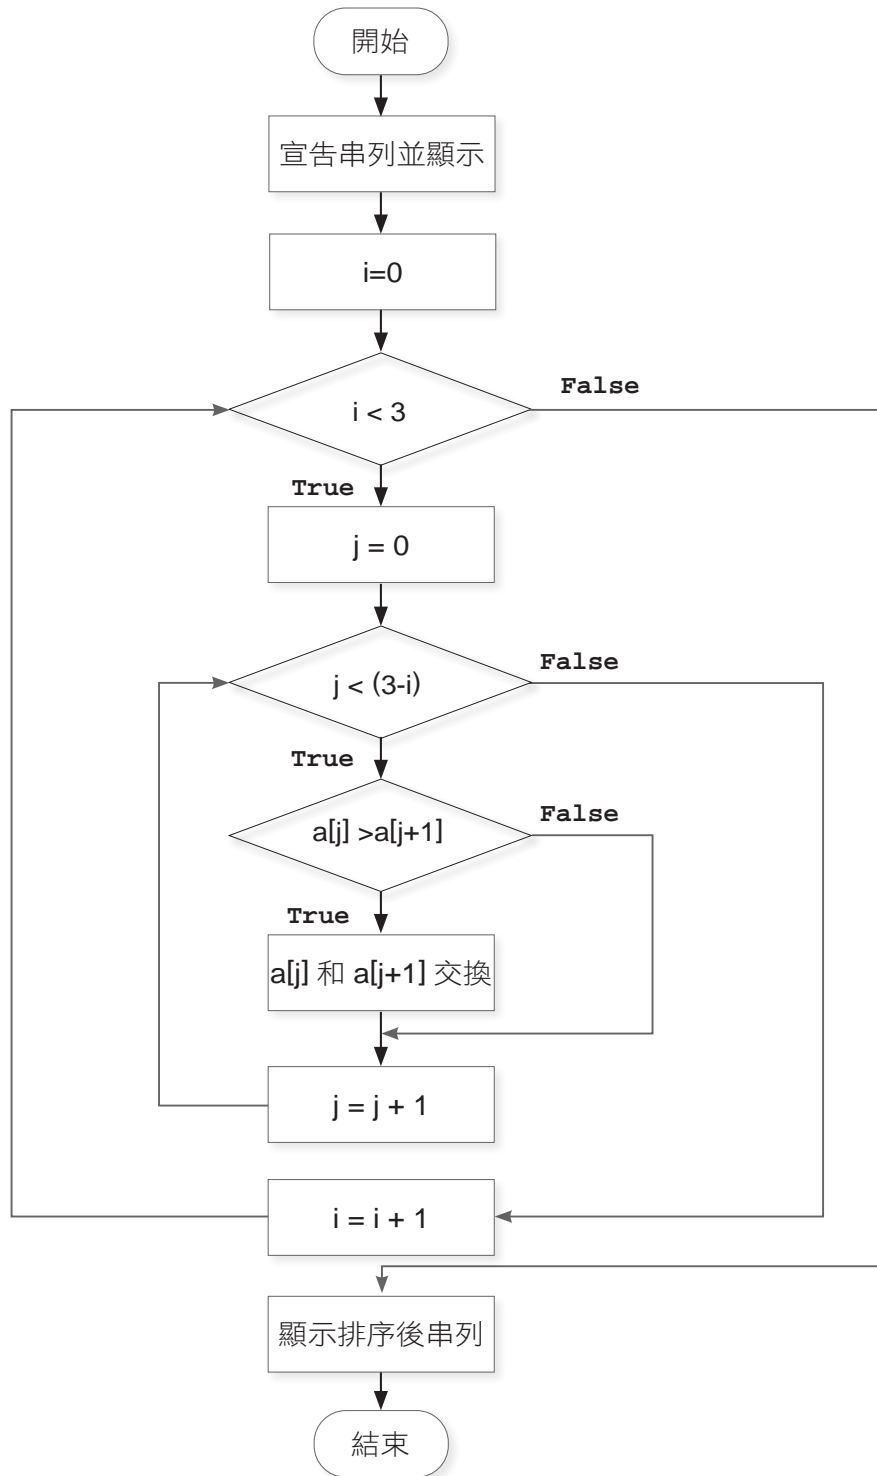 開始
宣告串列並顯示
i=0
i < 3
False
True
j = 0
j < (3-i)
False
True
a[j] >a[j+1]
False
True
a[j] 和 a[j+1] 交換
j = j + 1
i = i + 1
顯示排序後串列
結束